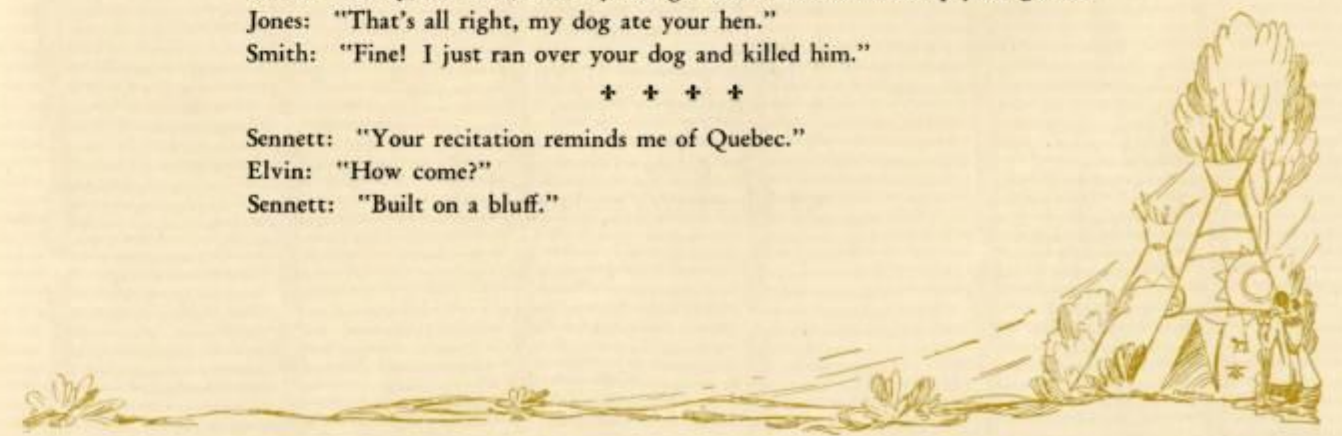 Jones: "That's all right, my dog ate your hen."
Smith: "Fine! I just ran over your dog and killed him."
Sennett: "Your recitation reminds me of Quebec."
Elvin: "How come?"
Sennett: "Built on a bluff."